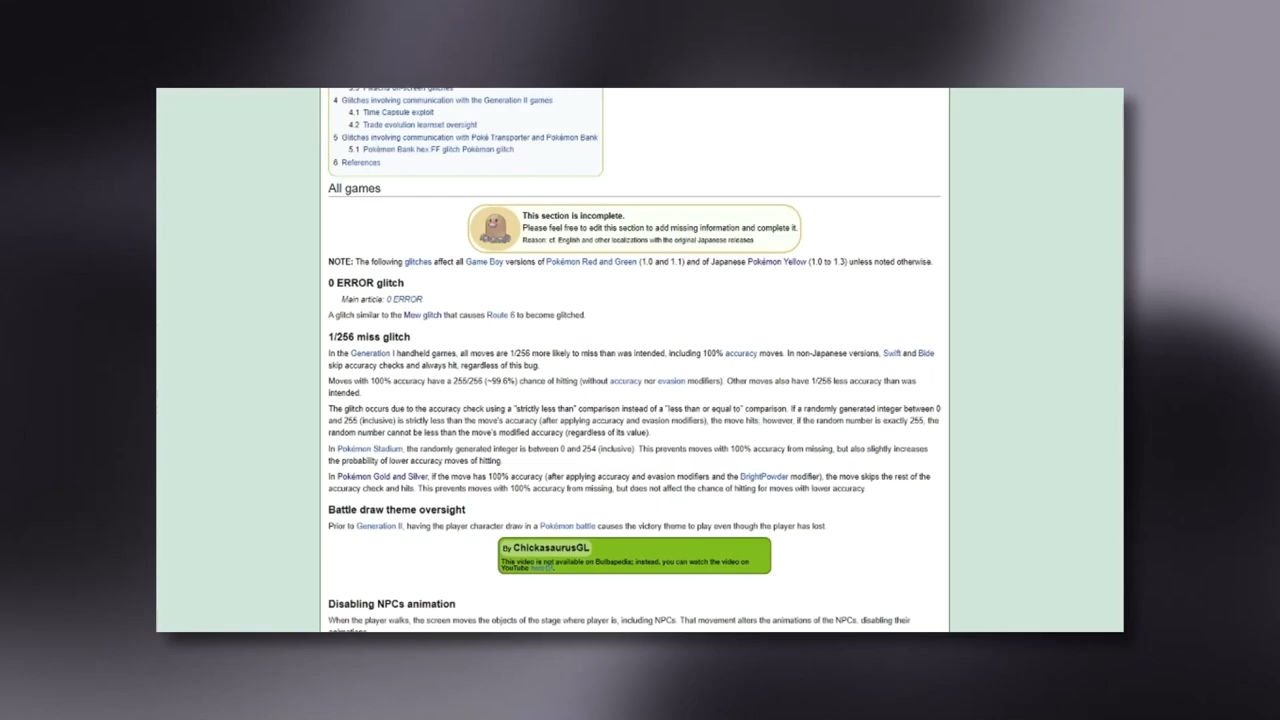 4 Glitches involving communication with the Generation II games
4.1 Time Capsule exploit
4.2 Trade evolution learnset oversight
5 Glitches involving communication with Poké Transporter and Pokémon Bank
5.1 Pokémon Bank hex:FF glitch Pokémon glitch
6 References
All games
This section is incomplete.
Please feel free to edit this section to add missing information and complete it.
Reason: cf. English and other localizations with the original Japanese releases
NOTE: The following glitches affect all Game Boy versions of Pokémon Red and Green (1.0 and 1.1) and of Japanese Pokémon Yellow (1.0 to 1.3) unless noted otherwise.
0 ERROR glitch
Main article: 0 ERROR
A glitch similar to the Mew glitch that causes Route 6 to become glitched.
1/256 miss glitch
In the Generation I handheld games, all moves are 1/256 more likely to miss than was intended, including 100% accuracy moves. In non-Japanese versions, Swift and Bide
skip accuracy checks and always hit, regardless of this bug.
Moves with 100% accuracy have a 255/256 (~99.6%) chance of hitting (without accuracy nor evasion modifiers). Other moves also have 1/256 less accuracy than was
intended.
The glitch occurs due to the accuracy check using a "strictly less than" comparison instead of a "less than or equal to" comparison. If a randomly generated integer between 0
and 255 (inclusive) is strictly less than the move's accuracy (after applying accuracy and evasion modifiers), the move hits; however, if the random number is exactly 255, the
random number cannot be less than the move's modified accuracy (regardless of its value).
In Pokémon Stadium, the randomly generated integer is between 0 and 254 (inclusive). This prevents moves with 100% accuracy from missing, but also slightly increases
the probability of lower accuracy moves of hitting.
In Pokémon Gold and Silver, if the move has 100% accuracy (after applying accuracy and evasion modifiers and the BrightPowder modifier), the move skips the rest of the
accuracy check and hits. This prevents moves with 100% accuracy from missing, but does not affect the chance of hitting for moves with lower accuracy.
Battle draw theme oversight
Prior to Generation II, having the player character draw in a Pokémon battle causes the victory theme to play even though the player has lost.
By ChickasaurusGL
This video is not available on Bulbapedia; instead, you can watch the video on
YouTube here.
Disabling NPCs animation
When the player walks, the screen moves the objects of the stage where player is, including NPCs. That movement alters the animations of the NPCs, disabling their